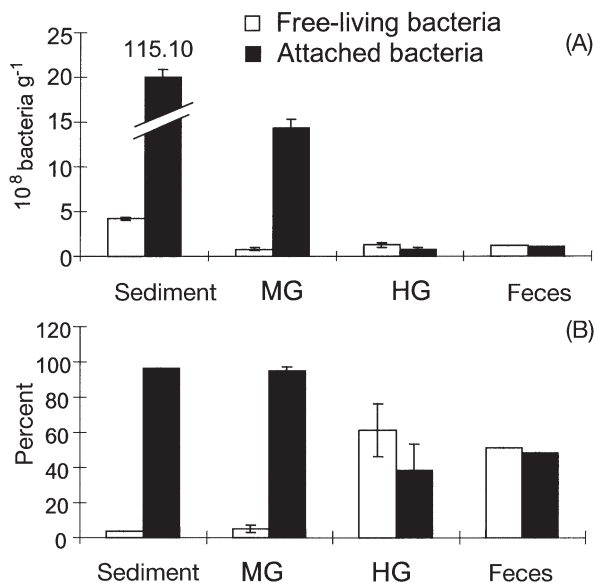 Free-living bacteria
Attached bacteria
(A)
115.10
10⁸ bacteria g⁻¹
25
20
15
10
5
0
Sediment MG HG Feces
(B)
Percent
120
100
80
60
40
20
0
Sediment MG HG Feces